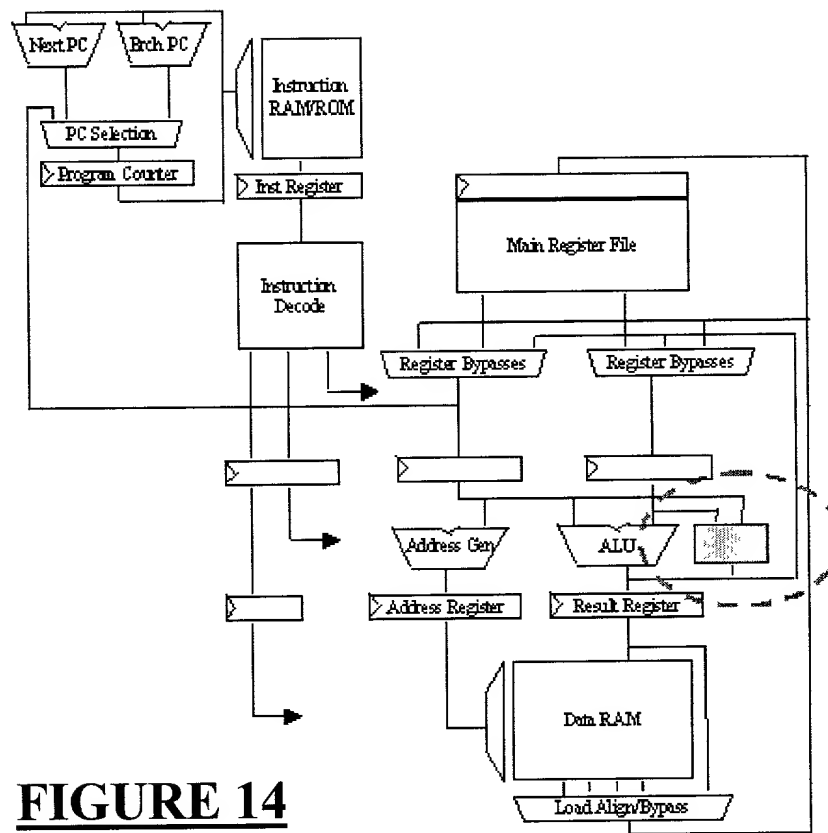 Next PC
Brch PC
Instruction
RAM/ROM
PC Selection
Program Counter
Inst Register
Main Register File
Instruction
Decode
Register Bypasses
Register Bypasses
Address Gen
ALU
Address Register
Result Register
Data RAM
Load Align/Bypass
FIGURE 14